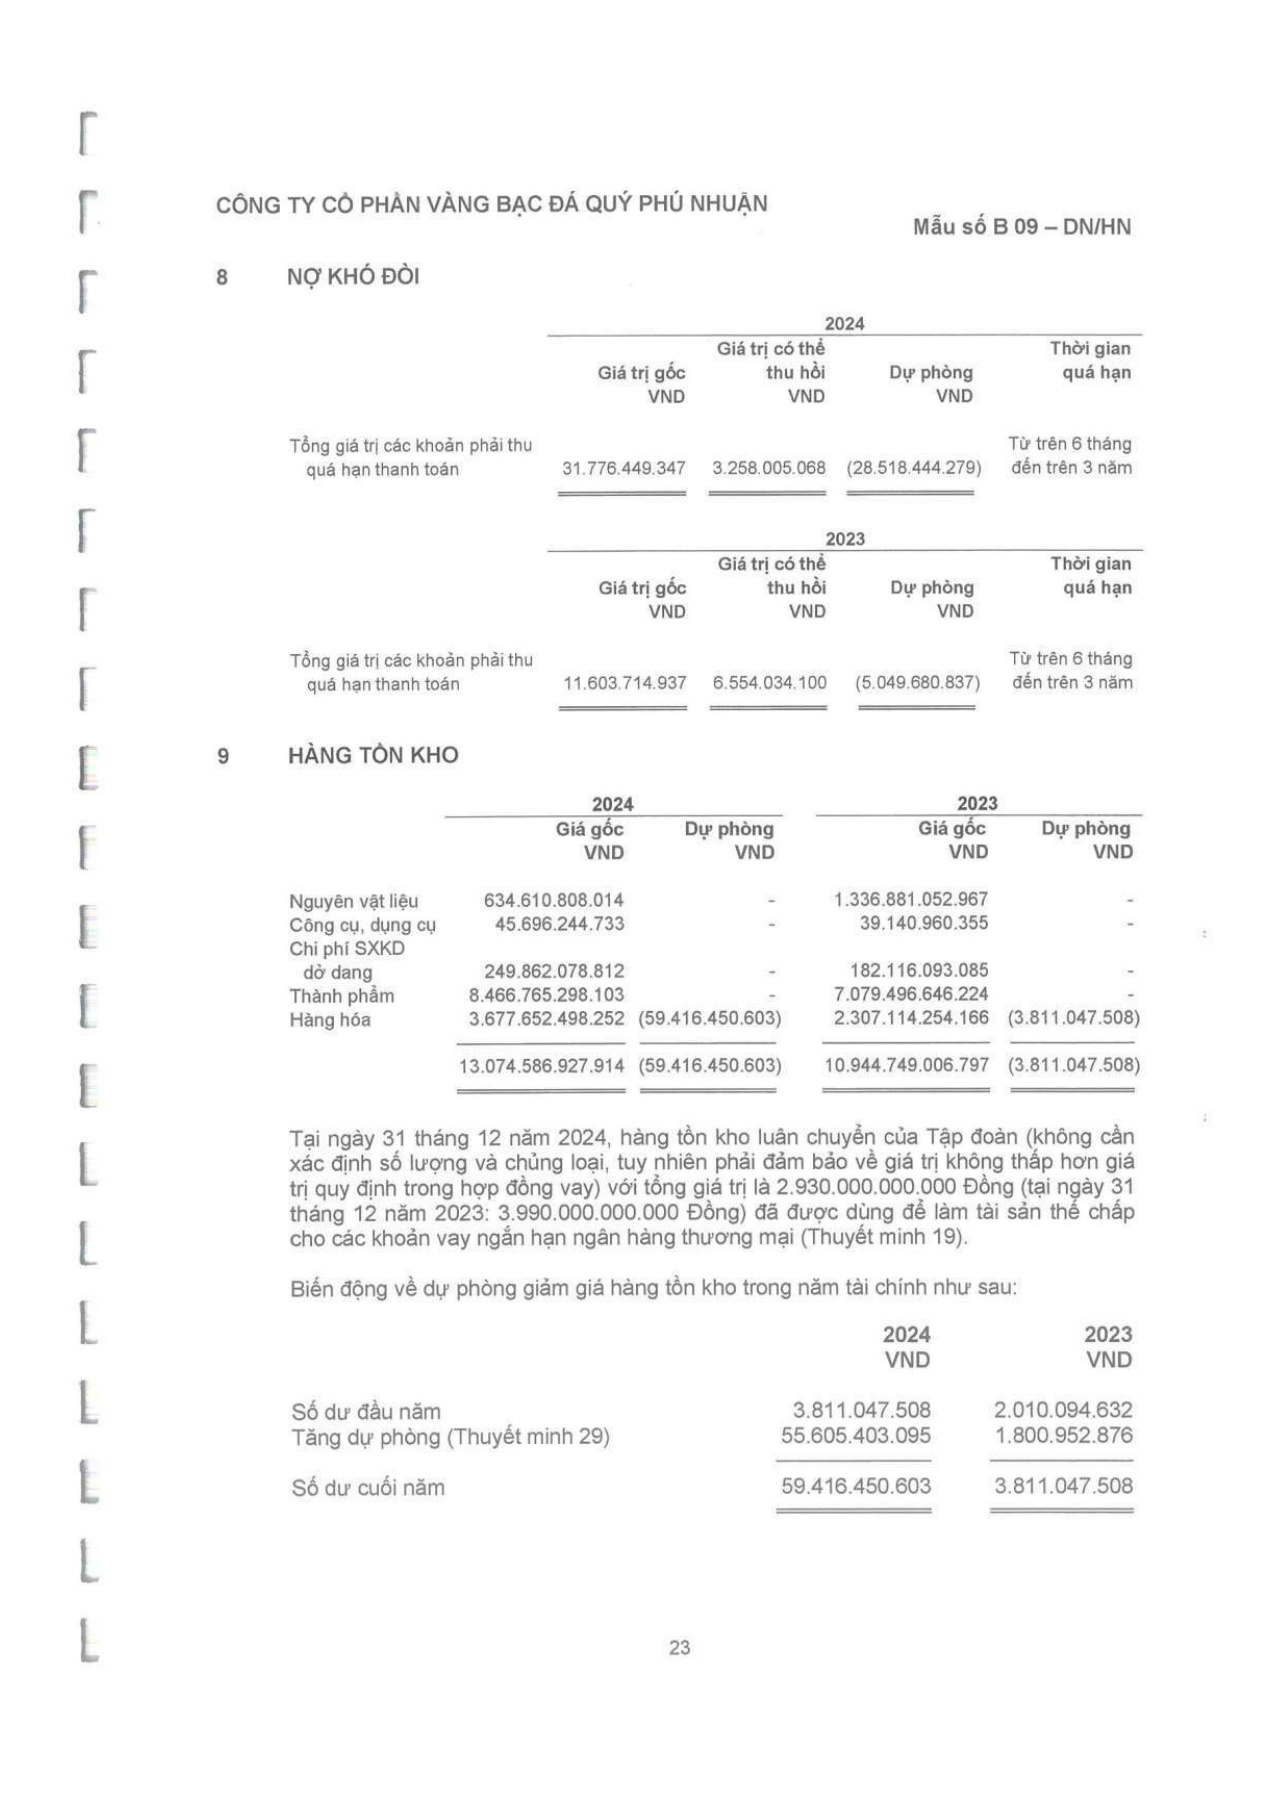 CÔNG TY CỔ PHẦN VÀNG BẠC ĐÁ QUÝ PHÚ NHUẬN
Mẫu số B 09 – DN/HN
8 NỢ KHÓ ĐÒI
2024
Giá trị gốc VND Giá trị có thể thu hồi VND Dự phòng VND Thời gian quá hạn
Tổng giá trị các khoản phải thu Từ trên 6 tháng
quá hạn thanh toán 31.776.449.347 3.258.005.068 (28.518.444.279) đến trên 3 năm
2023
Giá trị gốc VND Giá trị có thể thu hồi VND Dự phòng VND Thời gian quá hạn
Tổng giá trị các khoản phải thu Từ trên 6 tháng
quá hạn thanh toán 11.603.714.937 6.554.034.100 (5.049.680.837) đến trên 3 năm
9 HÀNG TỒN KHO
2024 2023
Giá gốc Dự phòng Giá gốc Dự phòng
VND VND VND VND
Nguyên vật liệu 634.610.808.014 - 1.336.881.052.967 -
Công cụ, dụng cụ 45.696.244.733 - 39.140.960.355 -
Chi phí SXKD
dở dang 249.862.078.812 - 182.116.093.085 -
Thành phẩm 8.466.765.298.103 - 7.079.496.646.224 -
Hàng hóa 3.677.652.498.252 (59.416.450.603) 2.307.114.254.166 (3.811.047.508)
13.074.586.927.914 (59.416.450.603) 10.944.749.006.797 (3.811.047.508)
Tại ngày 31 tháng 12 năm 2024, hàng tồn kho luân chuyển của Tập đoàn (không cần
xác định số lượng và chủng loại, tuy nhiên phải đảm bảo về giá trị không thấp hơn giá
trị quy định trong hợp đồng vay) với tổng giá trị là 2.930.000.000.000 Đồng (tại ngày 31
tháng 12 năm 2023: 3.990.000.000.000 Đồng) đã được dùng để làm tài sản thế chấp
cho các khoản vay ngắn hạn ngân hàng thương mại (Thuyết minh 19).
Biến động về dự phòng giảm giá hàng tồn kho trong năm tài chính như sau:
2024 2023
VND VND
Số dư đầu năm 3.811.047.508 2.010.094.632
Tăng dự phòng (Thuyết minh 29) 55.605.403.095 1.800.952.876
Số dư cuối năm 59.416.450.603 3.811.047.508
23